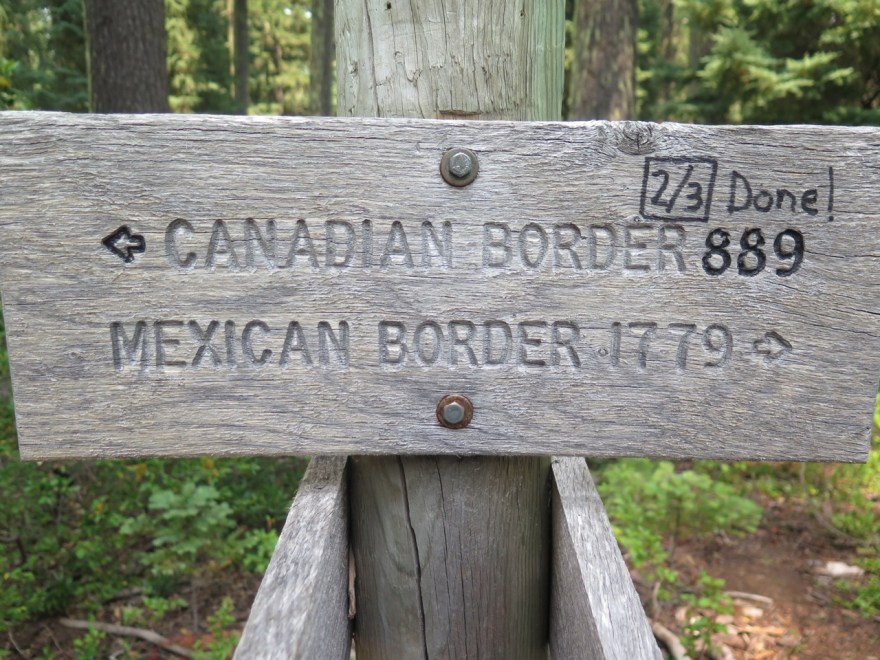 2/3 Done!
CANADIAN BORDER 889
MEXICAN BORDER 1779